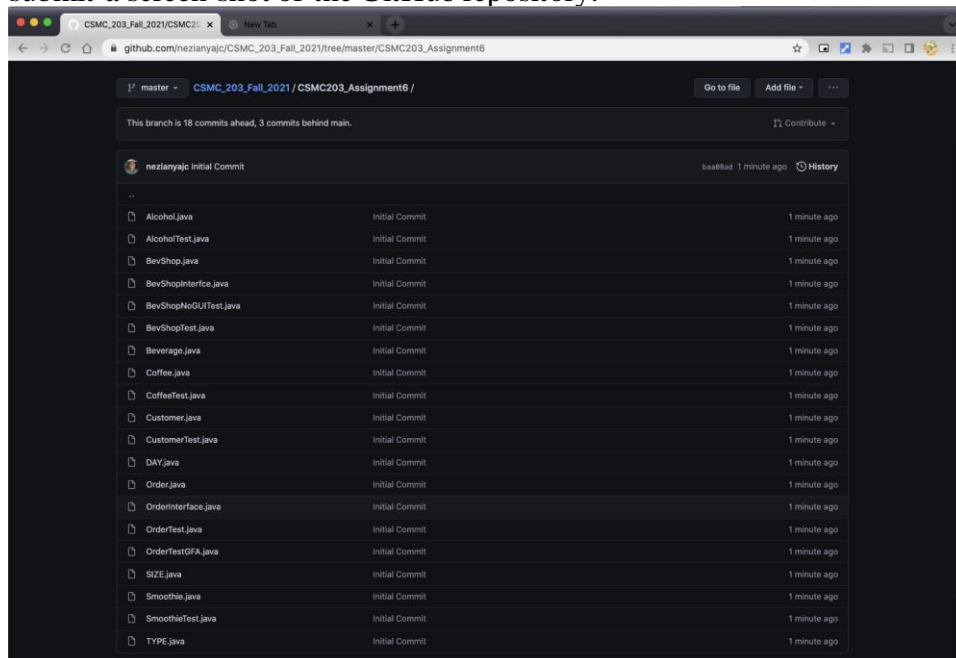 submit a screen-shot of the GitHub repository.
CSMC_203_Fall_2021/CSMC20 New Tab
github.com/nezianyajc/CSMC_203_Fall_2021/tree/master/CSMC203_Assignment6
master CSMC_203_Fall_2021 / CSMC203_Assignment6 / Go to file Add file ...
This branch is 18 commits ahead, 3 commits behind main. Contribute
nezianyajc Initial Commit baa68ad 1 minute ago History
..
Alcohol.java Initial Commit 1 minute ago
AlcoholTest.java Initial Commit 1 minute ago
BevShop.java Initial Commit 1 minute ago
BevShopInterfce.java Initial Commit 1 minute ago
BevShopNoGUITest.java Initial Commit 1 minute ago
BevShopTest.java Initial Commit 1 minute ago
Beverage.java Initial Commit 1 minute ago
Coffee.java Initial Commit 1 minute ago
CoffeeTest.java Initial Commit 1 minute ago
Customer.java Initial Commit 1 minute ago
CustomerTest.java Initial Commit 1 minute ago
DAY.java Initial Commit 1 minute ago
Order.java Initial Commit 1 minute ago
OrderInterface.java Initial Commit 1 minute ago
OrderTest.java Initial Commit 1 minute ago
OrderTestGFA.java Initial Commit 1 minute ago
SIZE.java Initial Commit 1 minute ago
Smoothie.java Initial Commit 1 minute ago
SmoothieTest.java Initial Commit 1 minute ago
TYPE.java Initial Commit 1 minute ago